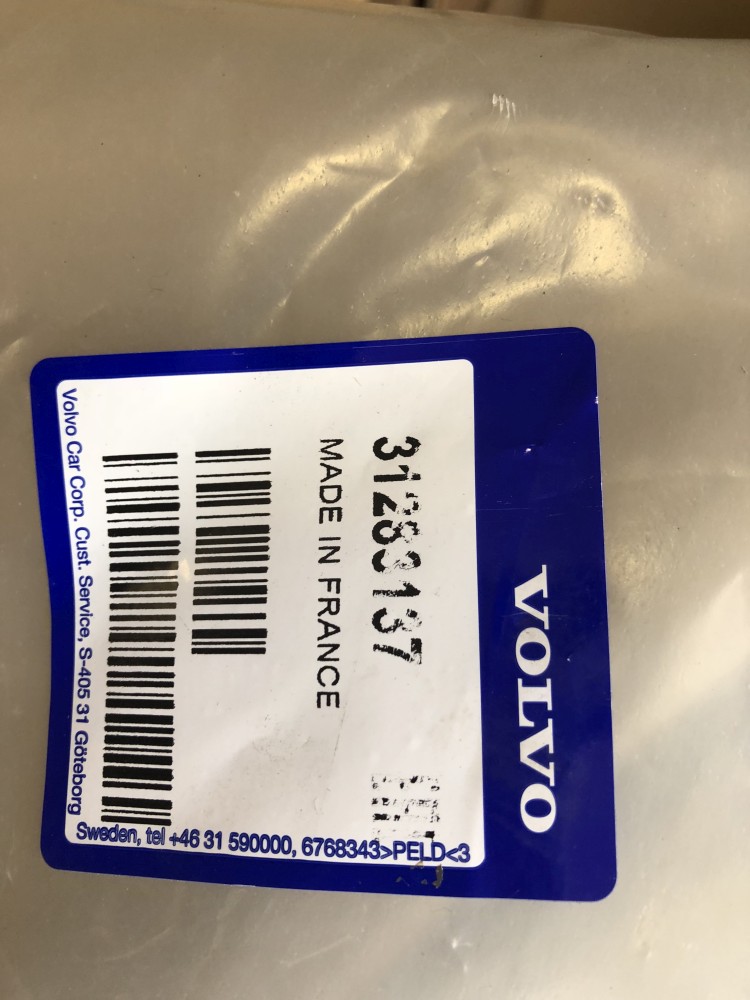 VOLVO
31283137
MADE IN FRANCE
Volvo Car Corp. Cust. Service, S-405 31 Göteborg
Sweden, tel +46 31 590000, 6768343>PELD<3